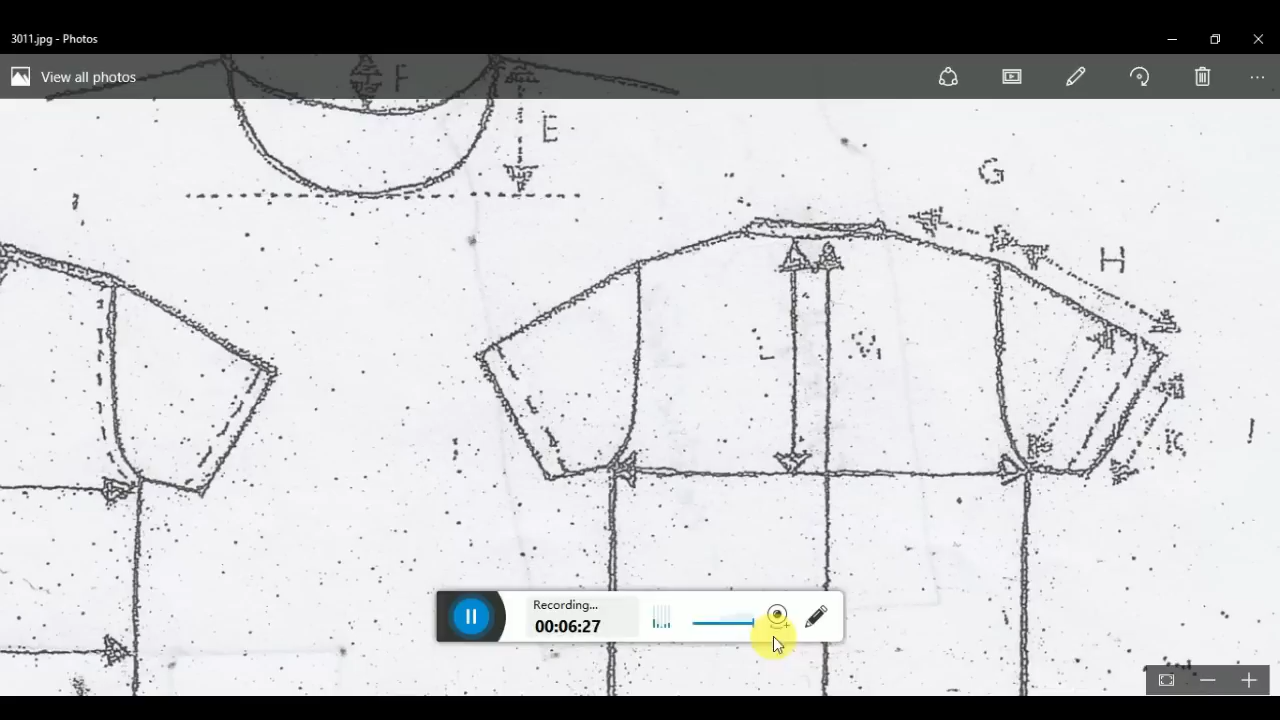 3011.jpg - Photos
View all photos
F
E
G
H
L
M
K
Recording...
00:06:27